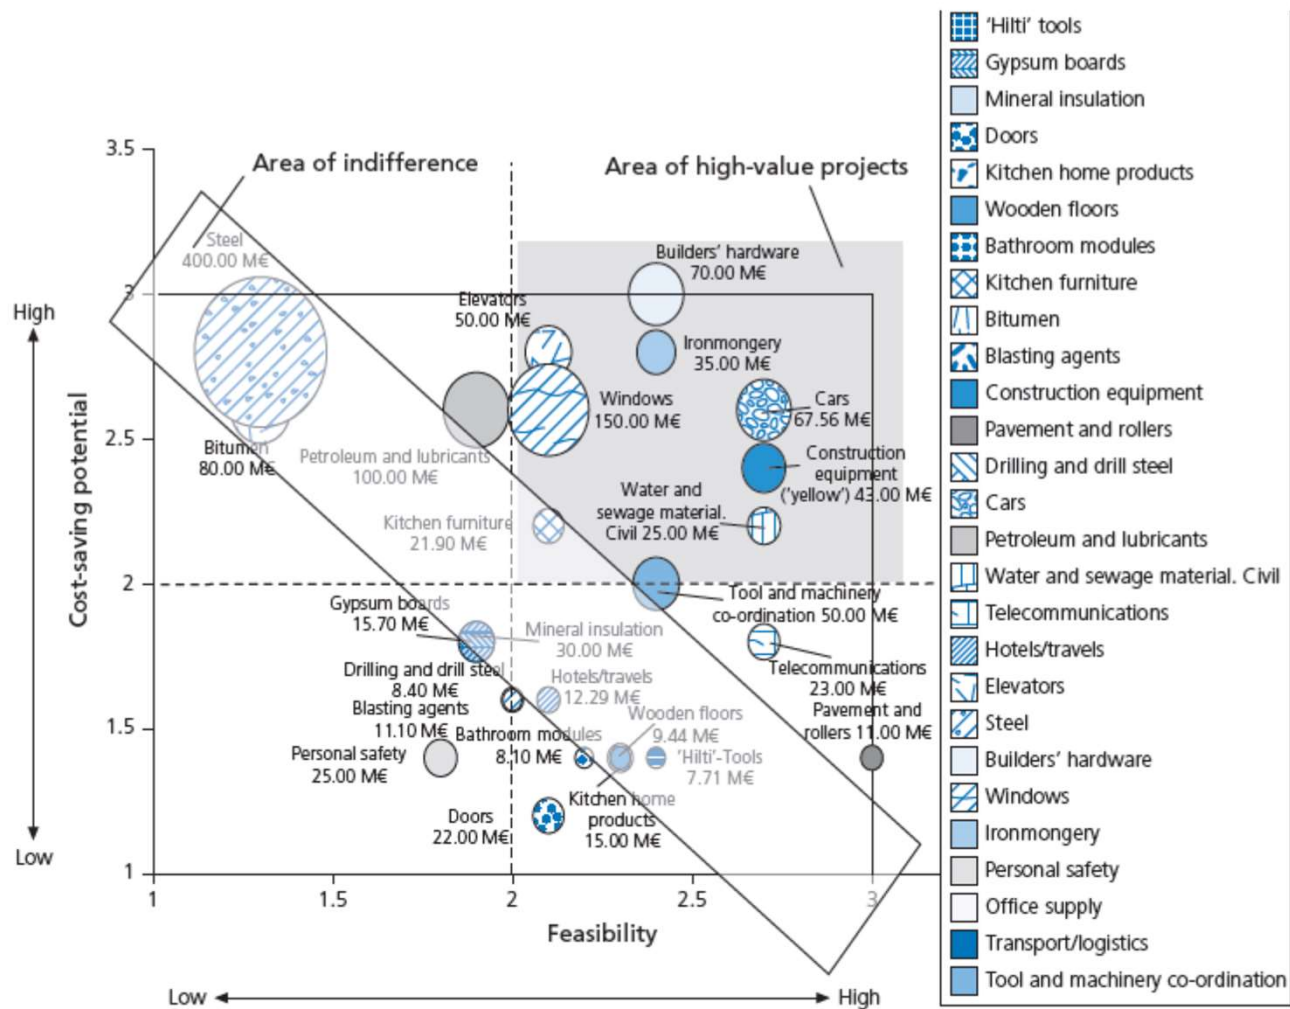 Area of indifference
Area of high-value projects
3.5
3
2.5
2
1.5
1
High
Low
Cost-saving potential
Steel
400.00 M€
Builders' hardware
70.00 M€
Elevators
50.00 M€
Ironmongery
35.00 M€
Windows
150.00 M€
Cars
67.56 M€
Bitumen
80.00 M€
Petroleum and lubricants
100.00 M€
Construction
equipment
('yellow') 43.00 M€
Water and
sewage material.
Civil 25.00 M€
Kitchen furniture
21.90 M€
Gypsum boards
15.70 M€
Mineral insulation
30.00 M€
Tool and machinery
co-ordination 50.00 M€
Drilling and drill steel
8.40 M€
Hotels/travels
12.29 M€
Telecommunications
23.00 M€
Blasting agents
11.10 M€
Wooden floors
9.44 M€
Pavement and
rollers 11.00 M€
Bathroom modules
8.10 M€
Personal safety
25.00 M€
'Hilti'-Tools
7.71 M€
Doors
22.00 M€
Kitchen home
products
15.00 M€
1
1.5
2
2.5
3
Feasibility
Low
High
'Hilti' tools
Gypsum boards
Mineral insulation
Doors
Kitchen home products
Wooden floors
Bathroom modules
Kitchen furniture
Bitumen
Blasting agents
Construction equipment
Pavement and rollers
Drilling and drill steel
Cars
Petroleum and lubricants
Water and sewage material. Civil
Telecommunications
Hotels/travels
Elevators
Steel
Builders' hardware
Windows
Ironmongery
Personal safety
Office supply
Transport/logistics
Tool and machinery co-ordination